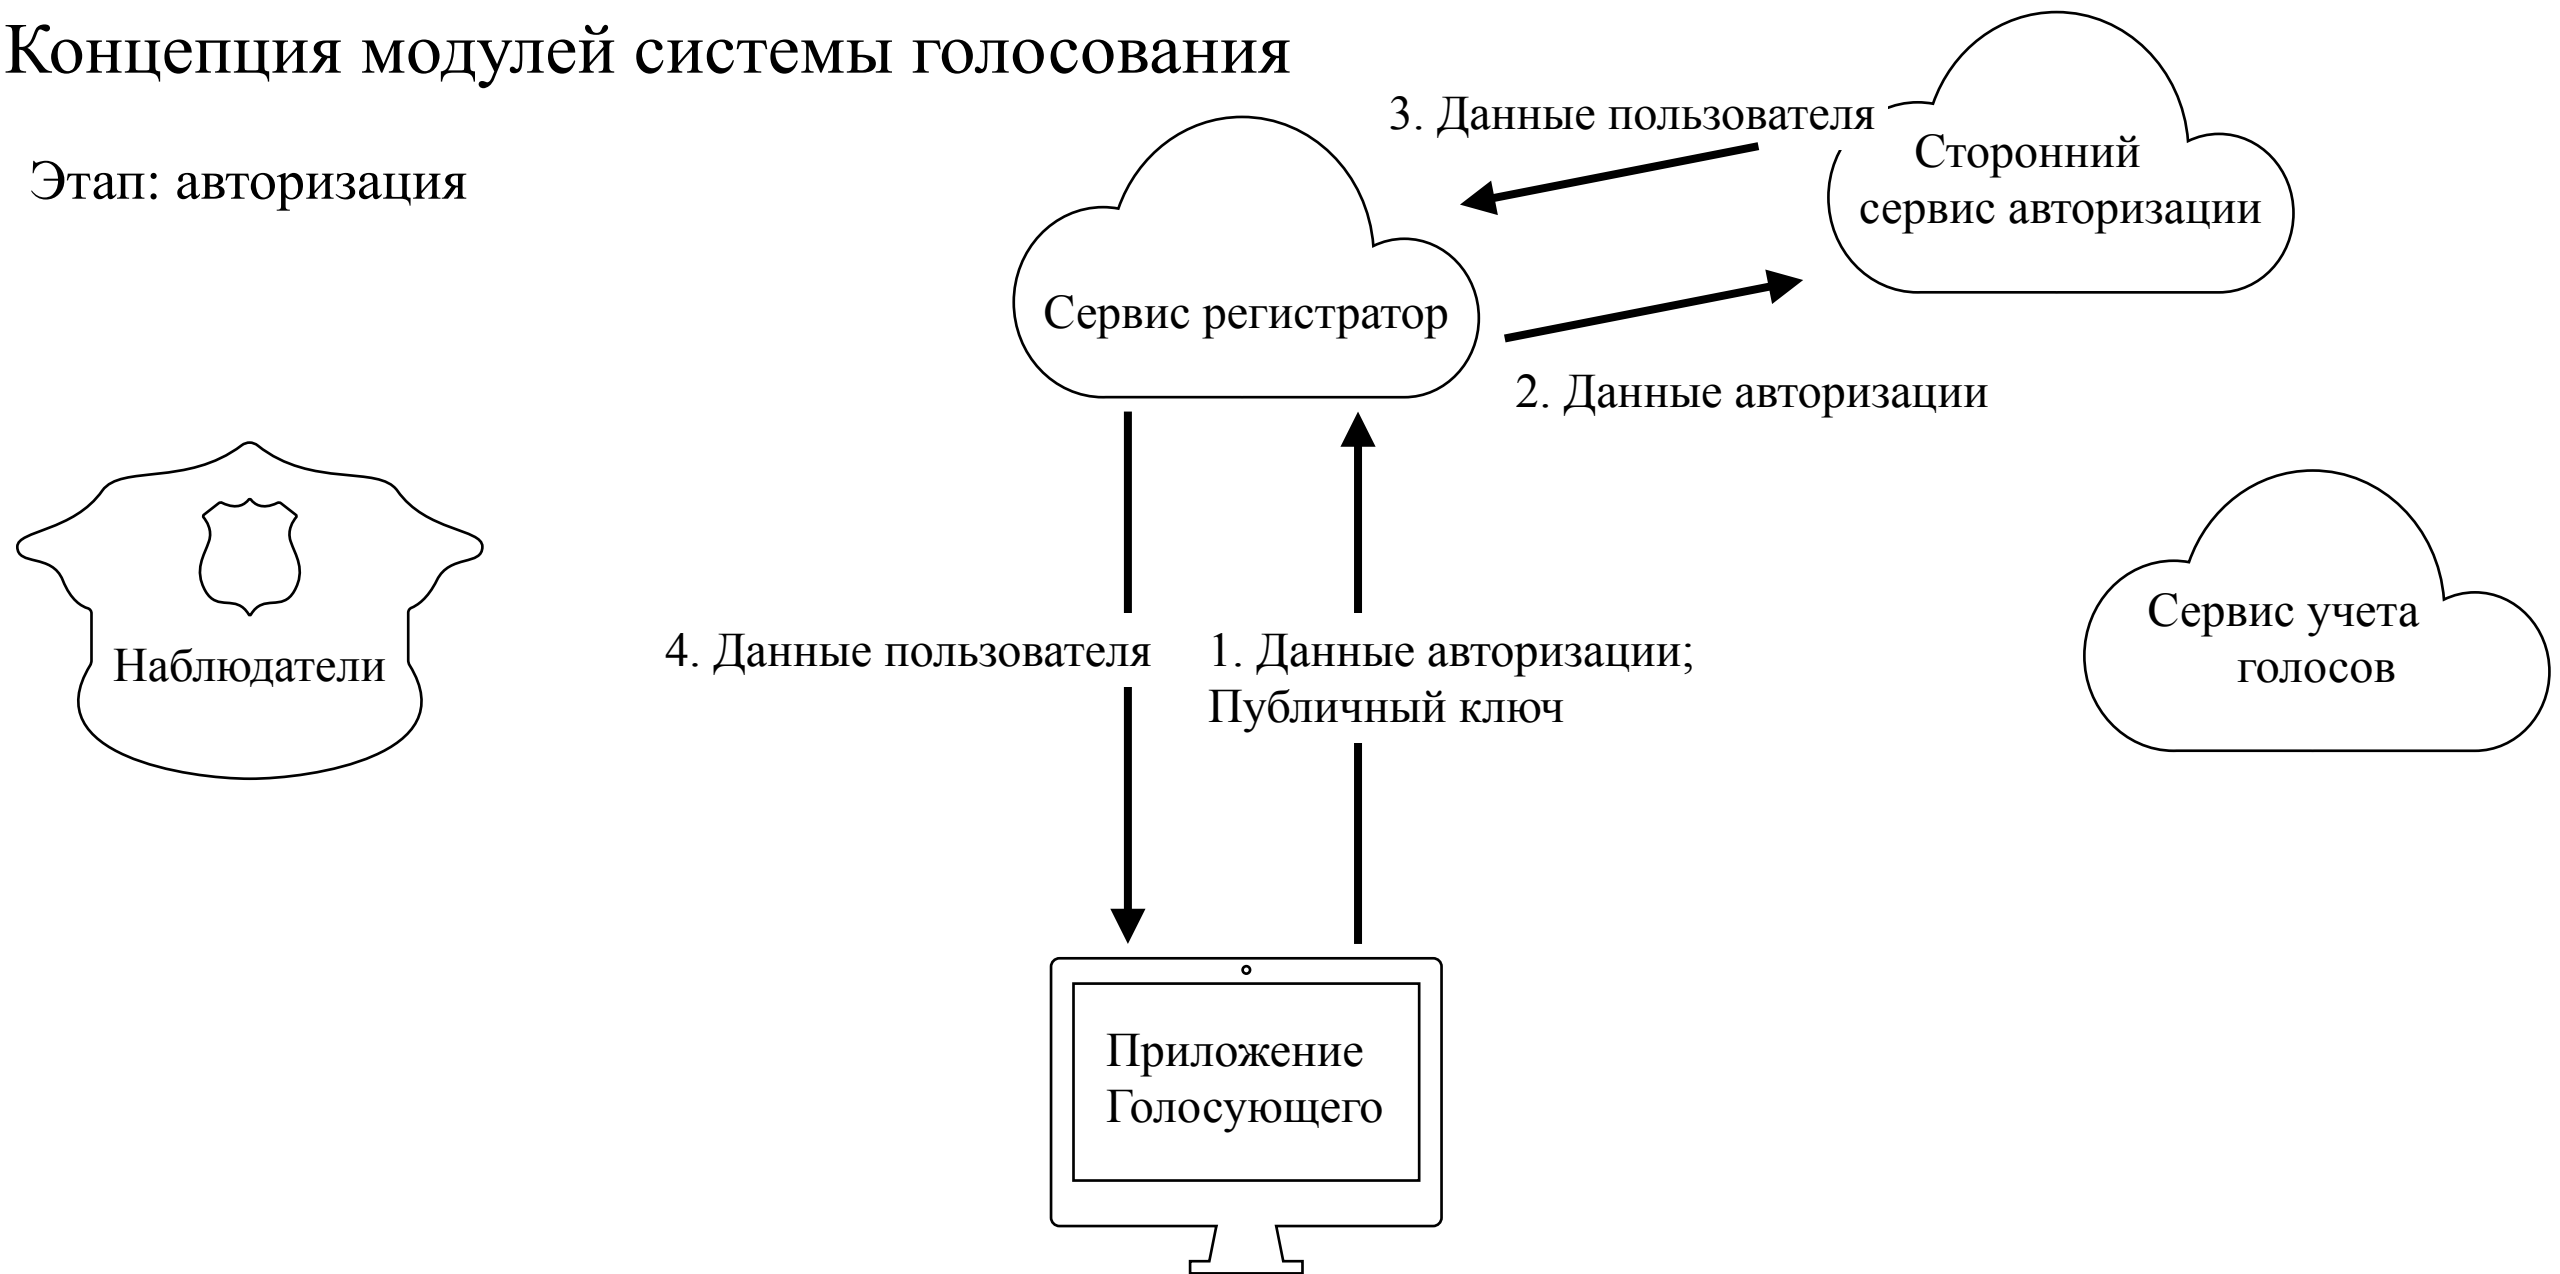 Концепция модулей системы голосования
Этап: авторизация
3. Данные пользователя
Сторонний
сервис авторизации
Сервис регистратор
2. Данные авторизации
Наблюдатели
4. Данные пользователя
1. Данные авторизации;
Публичный ключ
Сервис учета
голосов
Приложение
Голосующего